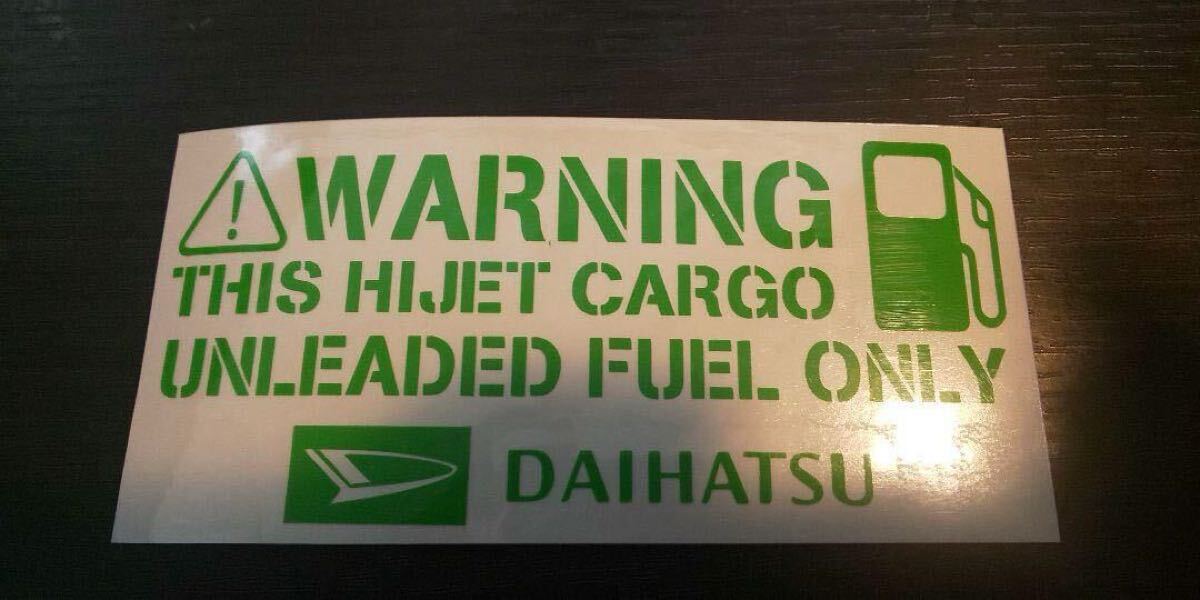 WARNING
THIS HIJET CARGO
UNLEADED FUEL ONLY
DAIHATSU